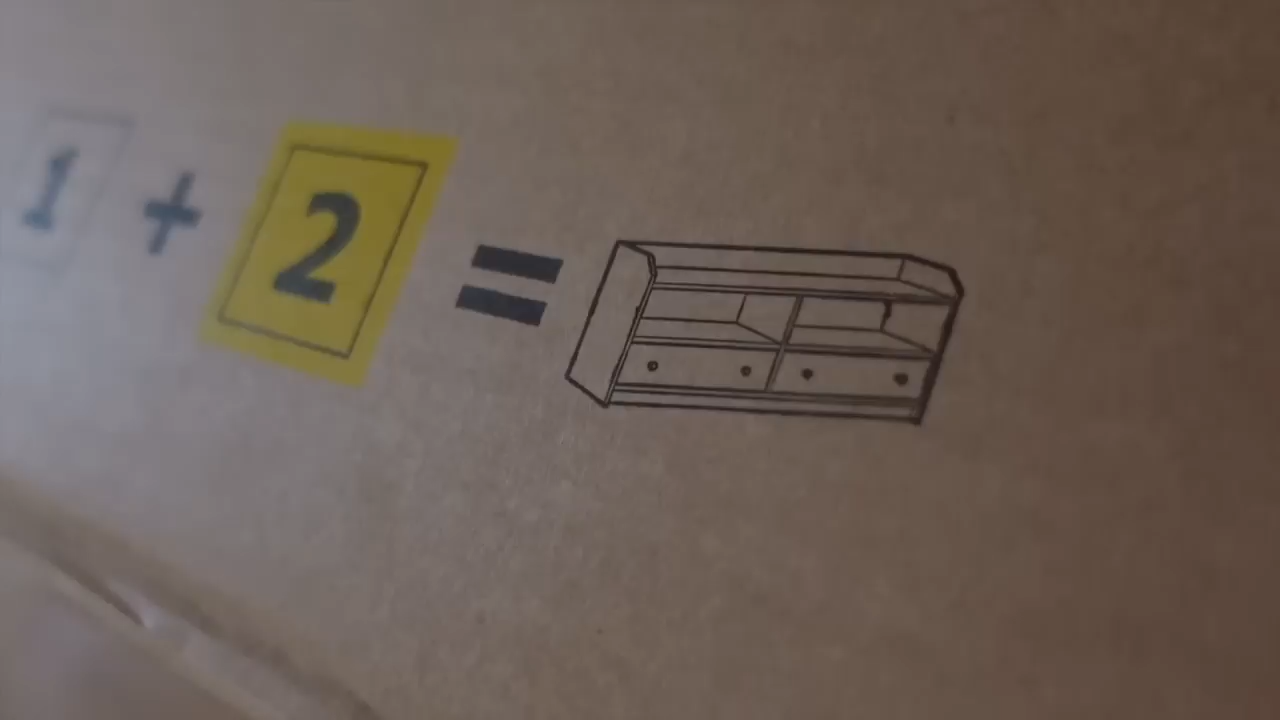 1 + 2 =